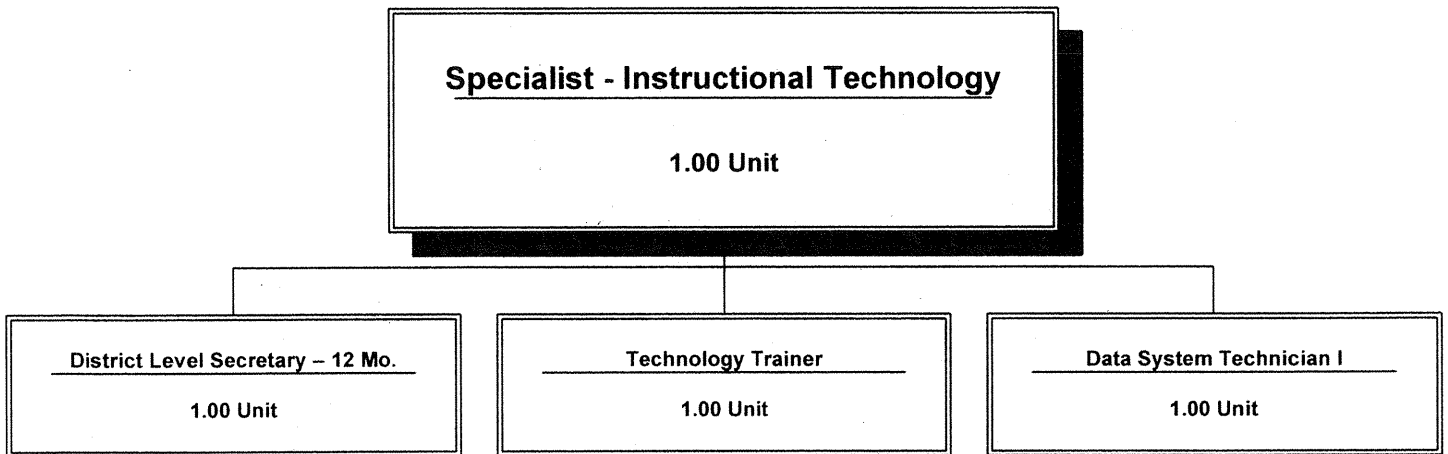 Specialist - Instructional Technology
1.00 Unit
District Level Secretary – 12 Mo.
1.00 Unit
Technology Trainer
1.00 Unit
Data System Technician I
1.00 Unit